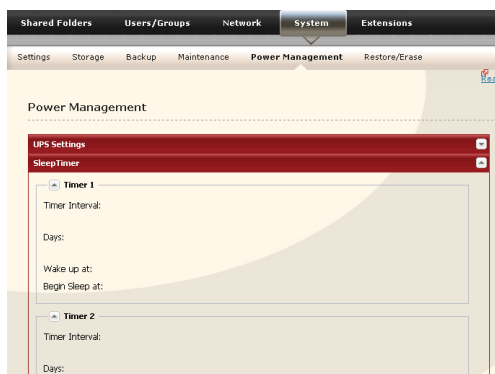 Shared Folders Users/Groups Network System Extensions
Settings Storage Backup Maintenance Power Management Restore/Erase
Power Management
UPS Settings
SleepTimer
Timer 1
Timer Interval:
Days:
Wake up at:
Begin Sleep at:
Timer 2
Timer Interval:
Days: